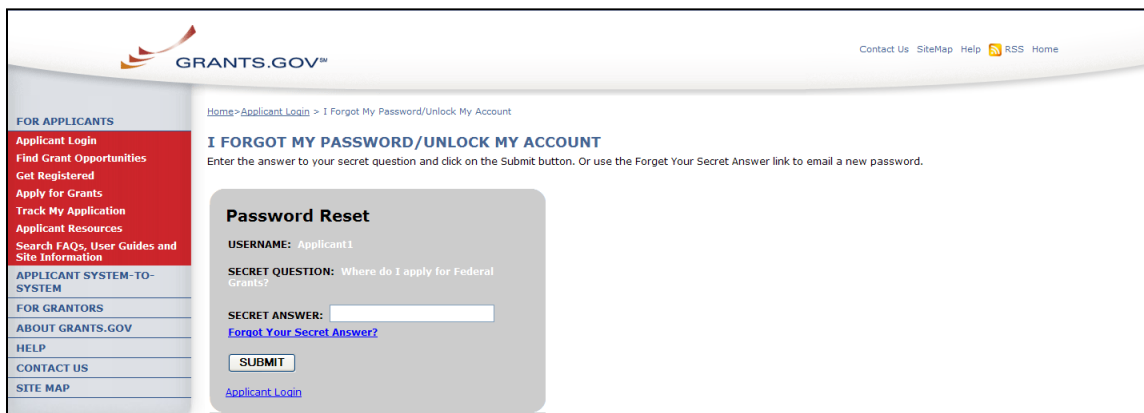 GRANTS.GOV℠
Contact Us SiteMap Help RSS Home
Home>Applicant Login > I Forgot My Password/Unlock My Account
FOR APPLICANTS
Applicant Login
Find Grant Opportunities
Get Registered
Apply for Grants
Track My Application
Applicant Resources
Search FAQs, User Guides and
Site Information
APPLICANT SYSTEM-TO-
SYSTEM
FOR GRANTORS
ABOUT GRANTS.GOV
HELP
CONTACT US
SITE MAP
I FORGOT MY PASSWORD/UNLOCK MY ACCOUNT
Enter the answer to your secret question and click on the Submit button. Or use the Forget Your Secret Answer link to email a new password.
Password Reset
USERNAME: Applicant1
SECRET QUESTION: Where do I apply for Federal
Grants?
SECRET ANSWER:
Forgot Your Secret Answer?
SUBMIT
Applicant Login